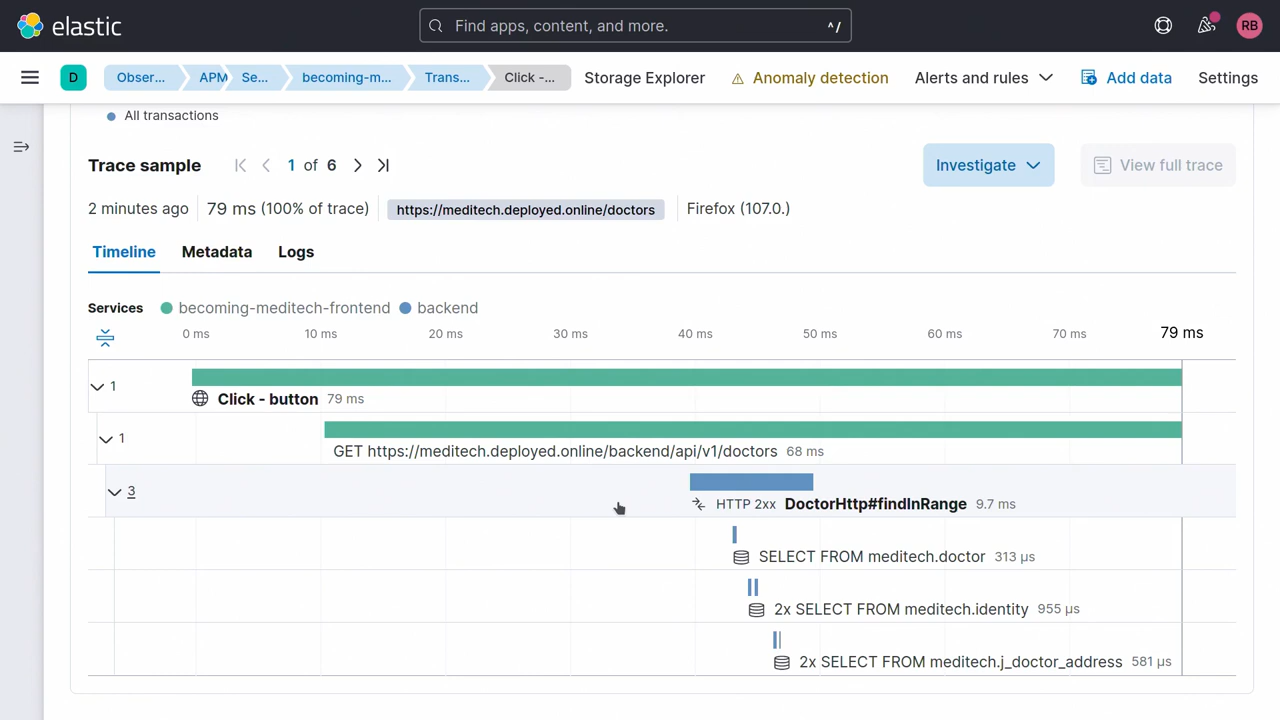 elastic
Find apps, content, and more.
^/
RB
D
Obser...
APM
Se...
becoming-m...
Trans...
Click -...
Storage Explorer
Anomaly detection
Alerts and rules
Add data
Settings
All transactions
Trace sample
1 of 6
Investigate
View full trace
2 minutes ago
79 ms (100% of trace)
https://meditech.deployed.online/doctors
Firefox (107.0.)
Timeline
Metadata
Logs
Services
becoming-meditech-frontend
backend
0 ms
10 ms
20 ms
30 ms
40 ms
50 ms
60 ms
70 ms
79 ms
1
Click - button 79 ms
1
GET https://meditech.deployed.online/backend/api/v1/doctors 68 ms
3
HTTP 2xx DoctorHttp#findInRange 9.7 ms
SELECT FROM meditech.doctor 313 μs
2x SELECT FROM meditech.identity 955 μs
2x SELECT FROM meditech.j_doctor_address 581 μs